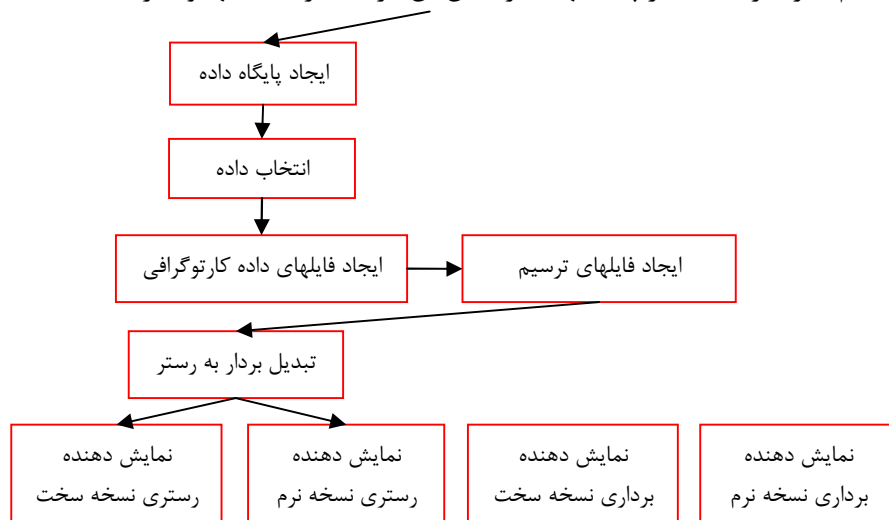 ایجاد پایگاه داده
انتخاب داده
ایجاد فایلهای داده کارتوگرافی
ایجاد فایلهای ترسیم
تبدیل بردار به رستر
نمایش دهنده
برداری نسخه نرم
نمایش دهنده
برداری نسخه سخت
نمایش دهنده
رستری نسخه نرم
نمایش دهنده
رستری نسخه سخت